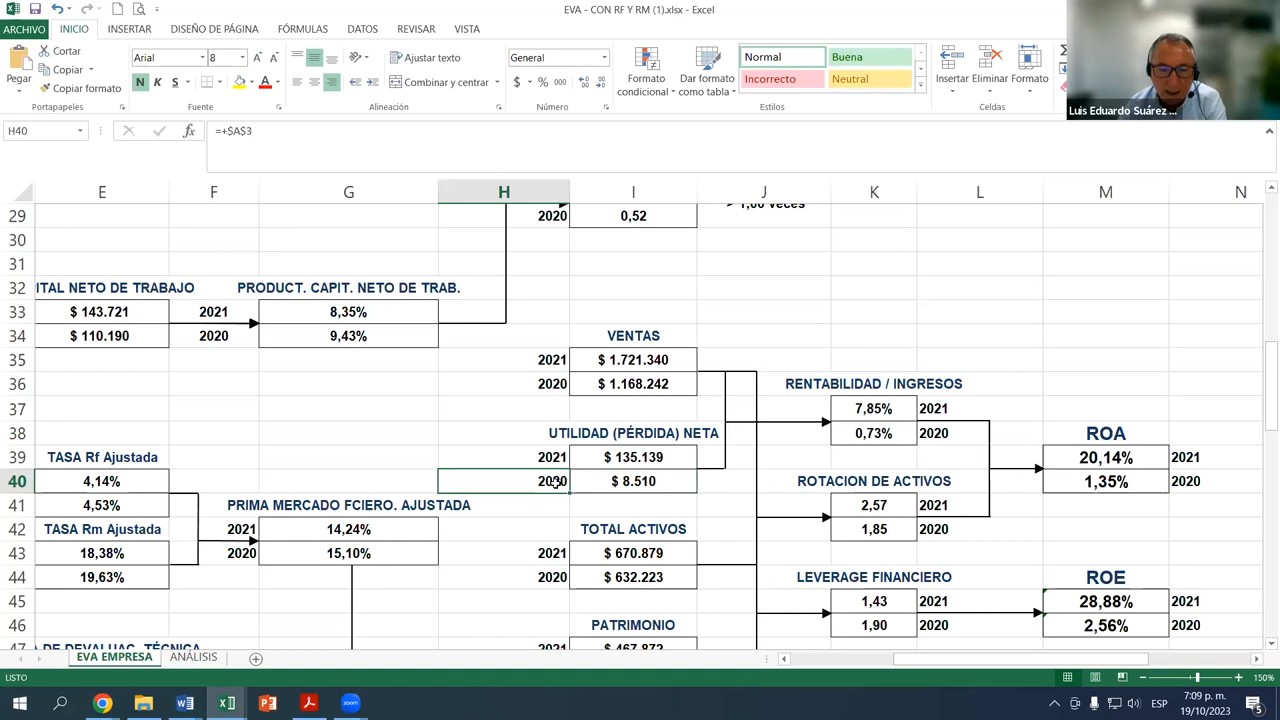 EVA - CON RF Y RM (1).xlsx - Excel
ARCHIVO INICIO INSERTAR DISEÑO DE PÁGINA FÓRMULAS DATOS REVISAR VISTA
Pegar
Cortar
Copiar
Copiar formato
Portapapeles
Arial 8
N K S
Fuente
Ajustar texto
Combinar y centrar
Alineación
General
$ % 000
Número
Formato condicional
Dar formato como tabla
Normal Buena
Incorrecto Neutral
Estilos
Insertar Eliminar Formato
Celdas
Luis Eduardo Suárez ...
H40 fx =+$A$3
E F G H I J K L M N
29 2020 0,52 > 1,00 veces
30
31
32 ITAL NETO DE TRABAJO PRODUCT. CAPIT. NETO DE TRAB.
33 $ 143.721 2021 8,35%
34 $ 110.190 2020 9,43% VENTAS
35 2021 $ 1.721.340
36 2020 $ 1.168.242 RENTABILIDAD / INGRESOS
37 7,85% 2021
38 UTILIDAD (PÉRDIDA) NETA 0,73% 2020 ROA
39 TASA Rf Ajustada 2021 $ 135.139 20,14% 2021
40 4,14% 2020 $ 8.510 ROTACION DE ACTIVOS 1,35% 2020
41 4,53% PRIMA MERCADO FCIERO. AJUSTADA 2,57 2021
42 TASA Rm Ajustada 2021 14,24% TOTAL ACTIVOS 1,85 2020
43 18,38% 2020 15,10% 2021 $ 670.879
44 19,63% 2020 $ 632.223 LEVERAGE FINANCIERO ROE
45 1,43 2021 28,88% 2021
46 PATRIMONIO 1,90 2020 2,56% 2020
47 A DE DEVALUAC. TÉCNICA 2021 $ 467.872
EVA EMPRESA ANÁLISIS
LISTO 150%
ESP 7:09 p. m.
19/10/2023
5
zoom